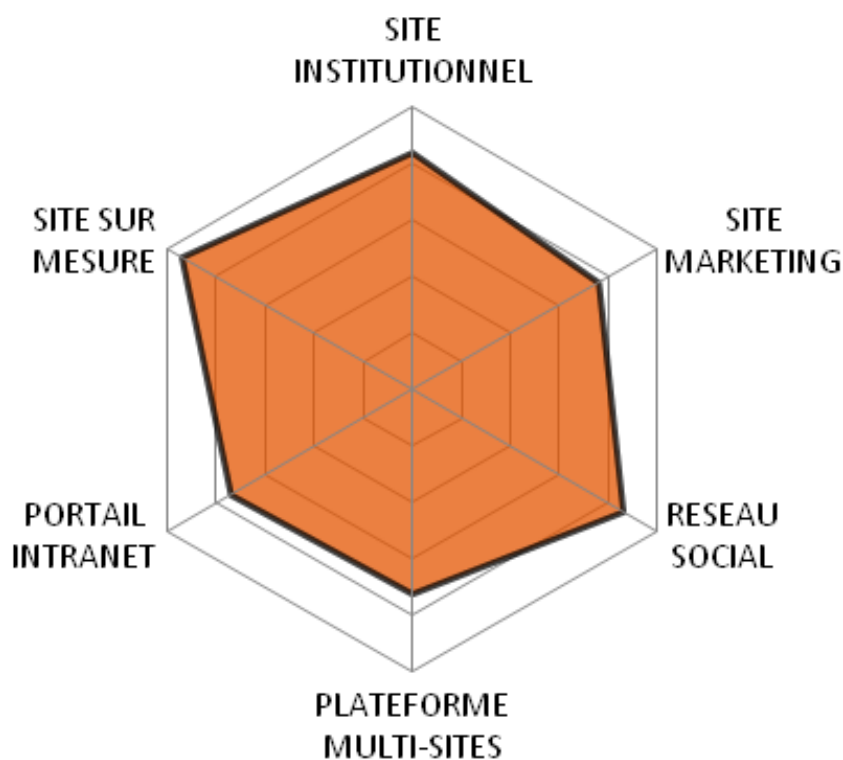 SITE
INSTITUTIONNEL
SITE
MARKETING
RESEAU
SOCIAL
PLATEFORME
MULTI-SITES
PORTAIL
INTRANET
SITE SUR
MESURE